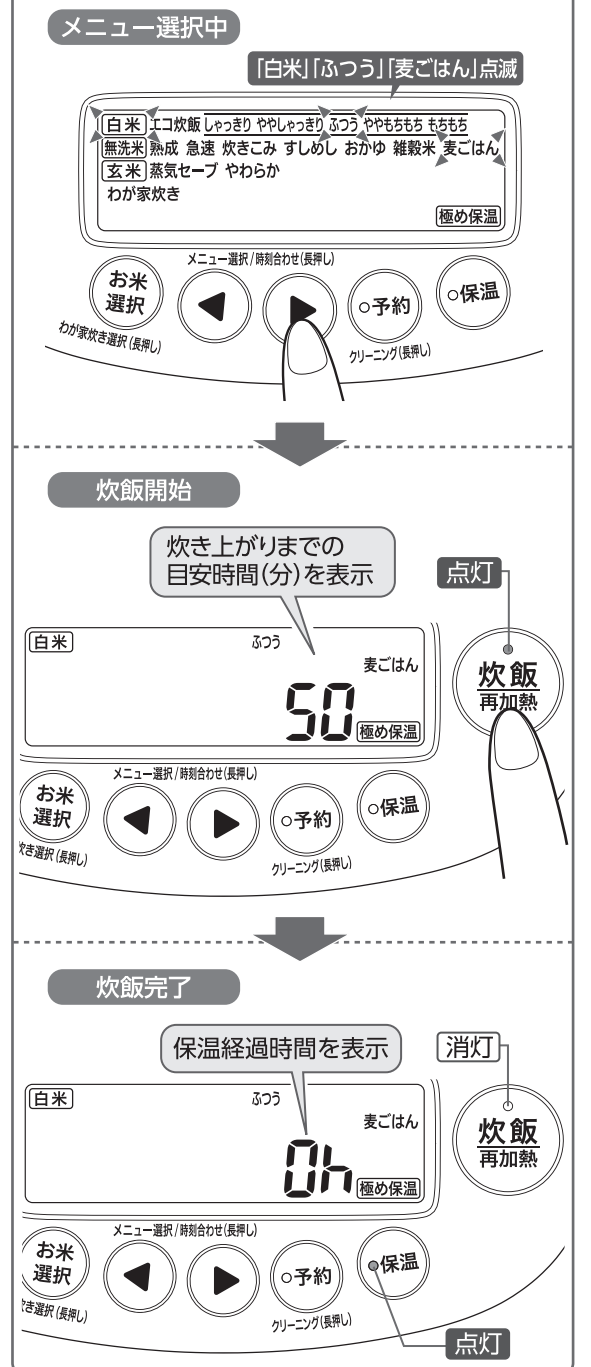 メニュー選択中
「白米」「ふつう」「麦ごはん」点滅
白米 エコ炊飯 しゃっきり ややしゃっきり ふつう ややもちもち もちもち
無洗米 熟成 急速 炊きこみ すしめし おかゆ 雑穀米 麦ごはん
玄米 蒸気セーブ やわらか
わが家炊き
極め保温
メニュー選択/時刻合わせ(長押し)
お米
選択
予約
保温
わが家炊き選択(長押し)
クリーニング(長押し)
炊飯開始
炊き上がりまでの
目安時間(分)を表示
点灯
白米 ふつう
麦ごはん
50
極め保温
炊飯
再加熱
メニュー選択/時刻合わせ(長押し)
お米
選択
予約
保温
炊き選択(長押し)
クリーニング(長押し)
炊飯完了
保温経過時間を表示
消灯
白米 ふつう
麦ごはん
0h
極め保温
炊飯
再加熱
メニュー選択/時刻合わせ(長押し)
お米
選択
予約
保温
炊き選択(長押し)
クリーニング(長押し)
点灯